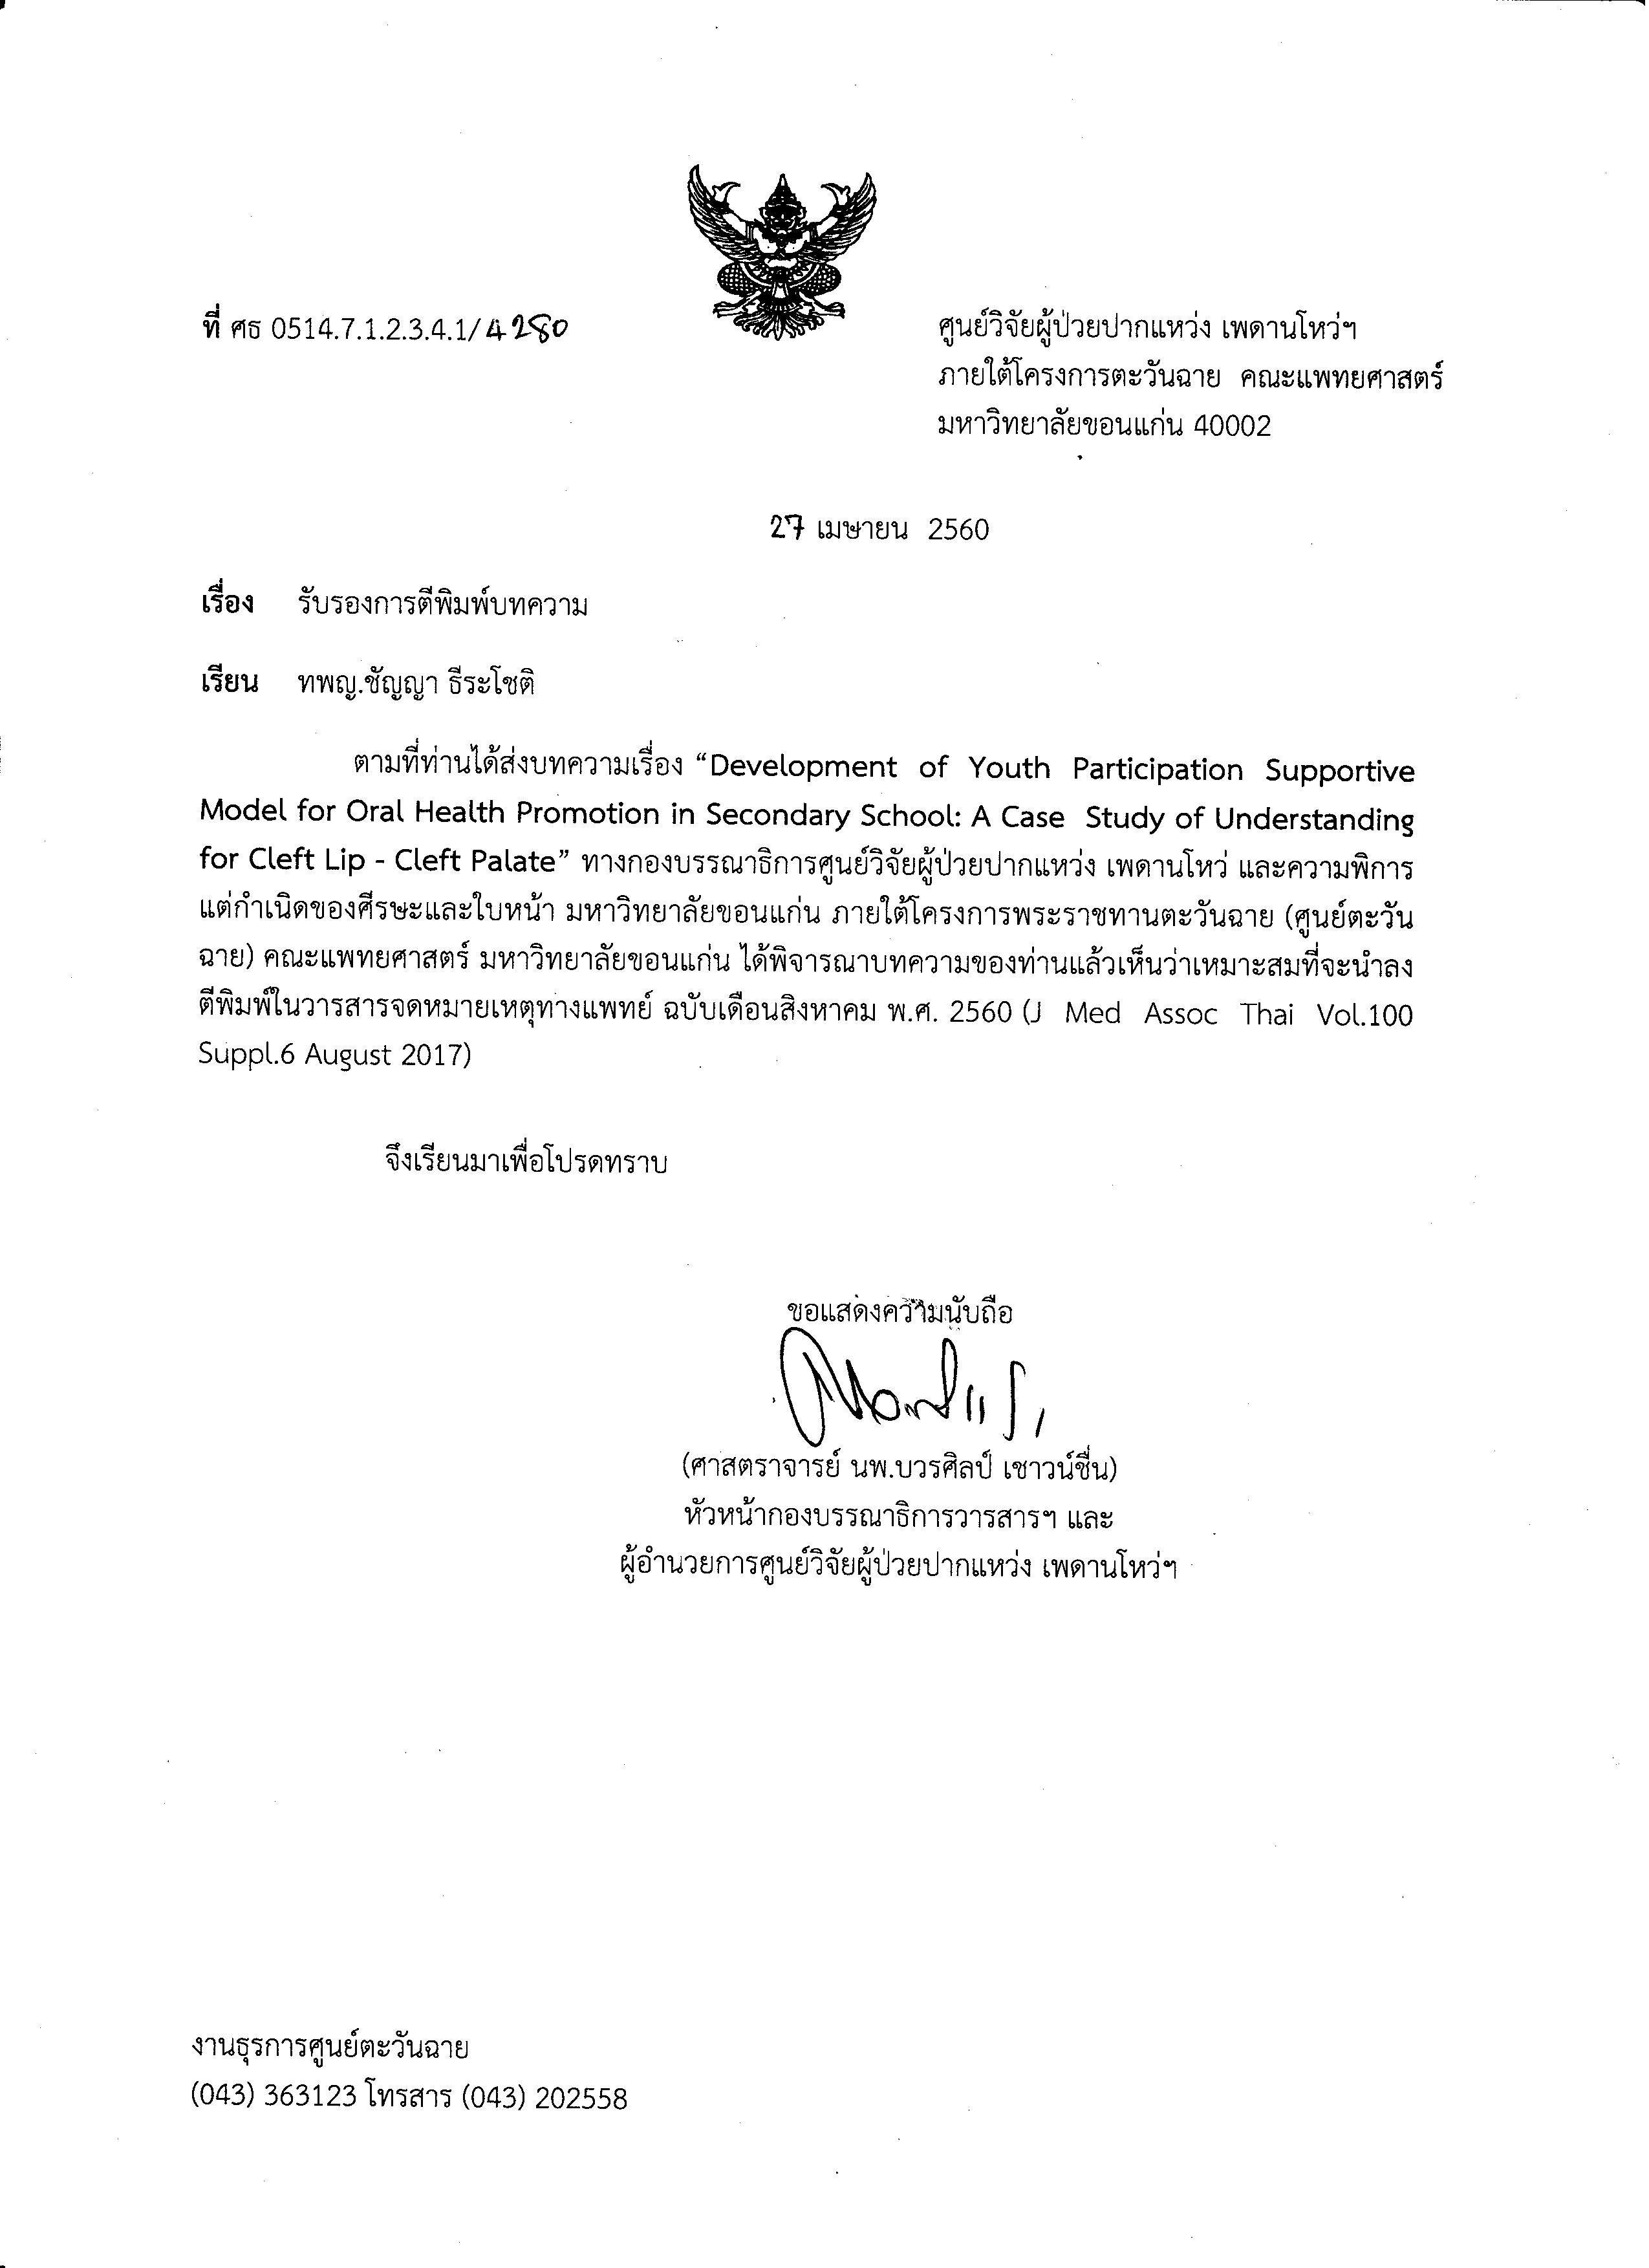 ที่ ศธ 0514.7.1.2.3.4.1/4280
ศูนย์วิจัยผู้ป่วยปากแหว่ง เพดานโหว่ฯ
ภายใต้โครงการตะวันฉาย คณะแพทยศาสตร์
มหาวิทยาลัยขอนแก่น 40002
27 เมษายน 2560
เรื่อง รับรองการตีพิมพ์บทความ
เรียน ทพญ.ชัญญา ธีระโชติ
ตามที่ท่านได้ส่งบทความเรื่อง “Development of Youth Participation Supportive
Model for Oral Health Promotion in Secondary School: A Case Study of Understanding
for Cleft Lip - Cleft Palate” ทางกองบรรณาธิการศูนย์วิจัยผู้ป่วยปากแหว่ง เพดานโหว่ และความพิการ
แต่กำเนิดของศีรษะและใบหน้า มหาวิทยาลัยขอนแก่น ภายใต้โครงการพระราชทานตะวันฉาย (ศูนย์ตะวัน
ฉาย) คณะแพทยศาสตร์ มหาวิทยาลัยขอนแก่น ได้พิจารณาบทความของท่านแล้วเห็นว่าเหมาะสมที่จะนำลง
ตีพิมพ์ในวารสารจดหมายเหตุทางแพทย์ ฉบับเดือนสิงหาคม พ.ศ. 2560 (J Med Assoc Thai Vol.100
Suppl.6 August 2017)
จึงเรียนมาเพื่อโปรดทราบ
ขอแสดงความนับถือ
(ศาสตราจารย์ นพ.บวรศิลป์ เชาวน์ชื่น)
หัวหน้ากองบรรณาธิการวารสารฯ และ
ผู้อำนวยการศูนย์วิจัยผู้ป่วยปากแหว่ง เพดานโหว่ฯ
งานธุรการศูนย์ตะวันฉาย
(043) 363123 โทรสาร (043) 202558